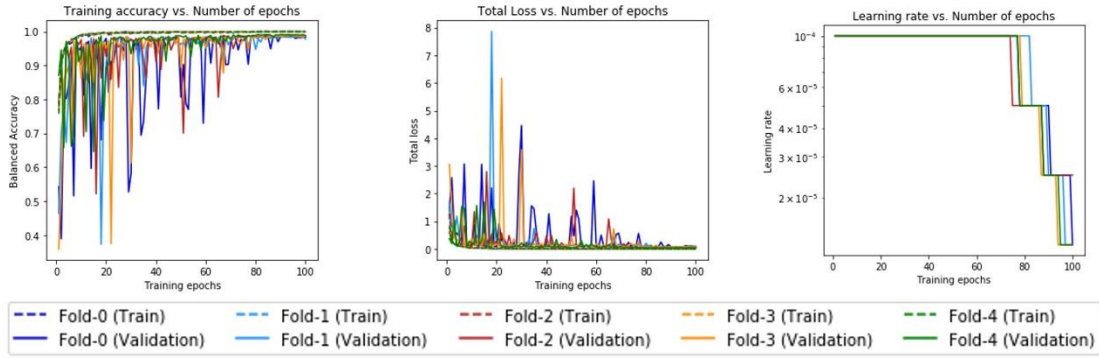 Training accuracy vs. Number of epochs
Balanced Accuracy
1.0
0.9
0.8
0.7
0.6
0.5
0.4
0 20 40 60 80 100
Training epochs
Total Loss vs. Number of epochs
Total loss
8
7
6
5
4
3
2
1
0
0 20 40 60 80 100
Training epochs
Learning rate vs. Number of epochs
Learning rate
10⁻⁴
6 × 10⁻⁵
4 × 10⁻⁵
3 × 10⁻⁵
2 × 10⁻⁵
0 20 40 60 80 100
Training epochs
Fold-0 (Train) Fold-1 (Train) Fold-2 (Train) Fold-3 (Train) Fold-4 (Train)
Fold-0 (Validation) Fold-1 (Validation) Fold-2 (Validation) Fold-3 (Validation) Fold-4 (Validation)